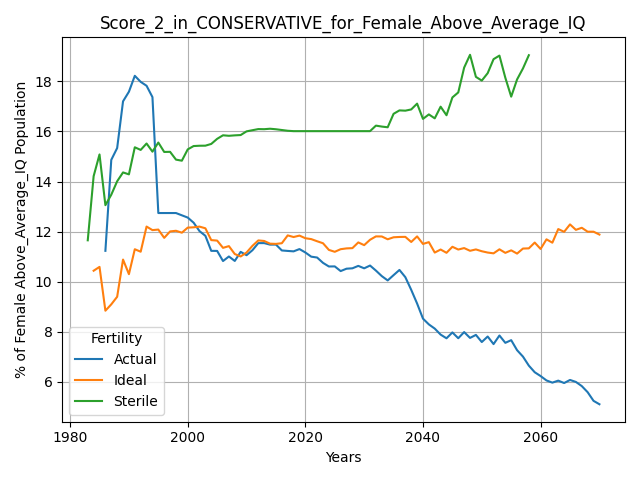 Score_2_in_CONSERVATIVE_for_Female_Above_Average_IQ
% of Female Above_Average_IQ Population
18
16
14
12
10
8
6
Fertility
Actual
Ideal
Sterile
1980 2000 2020 2040 2060
Years